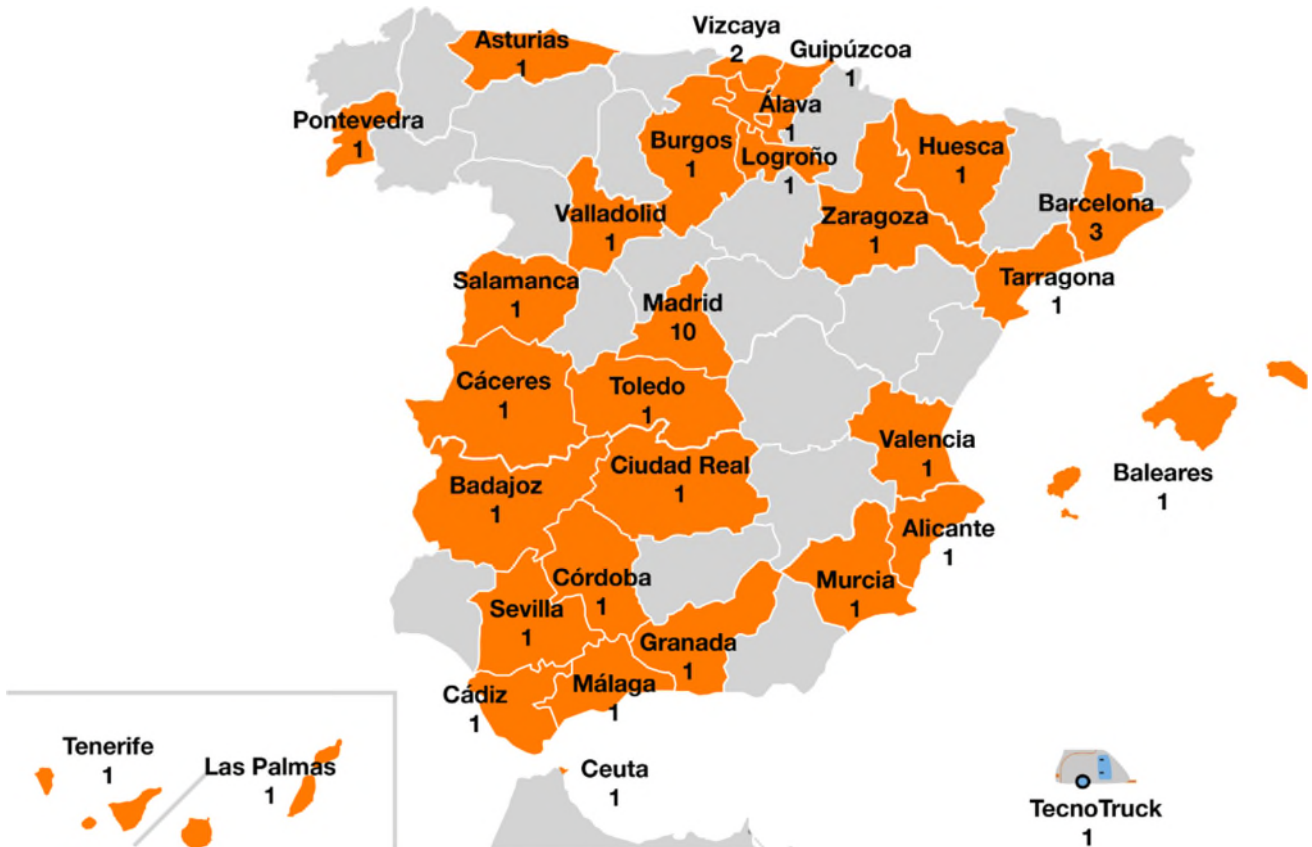 Vizcaya
2
Guipúzcoa
1
Asturias
1
Álava
1
Pontevedra
1
Burgos
1
Logroño
1
Huesca
1
Barcelona
3
Valladolid
1
Zaragoza
1
Tarragona
1
Salamanca
1
Madrid
10
Cáceres
1
Toledo
1
Valencia
1
Baleares
1
Badajoz
1
Ciudad Real
1
Alicante
1
Córdoba
1
Murcia
1
Sevilla
1
Granada
1
Málaga
1
Cádiz
1
Tenerife
1
Las Palmas
1
Ceuta
1
TecnoTruck
1